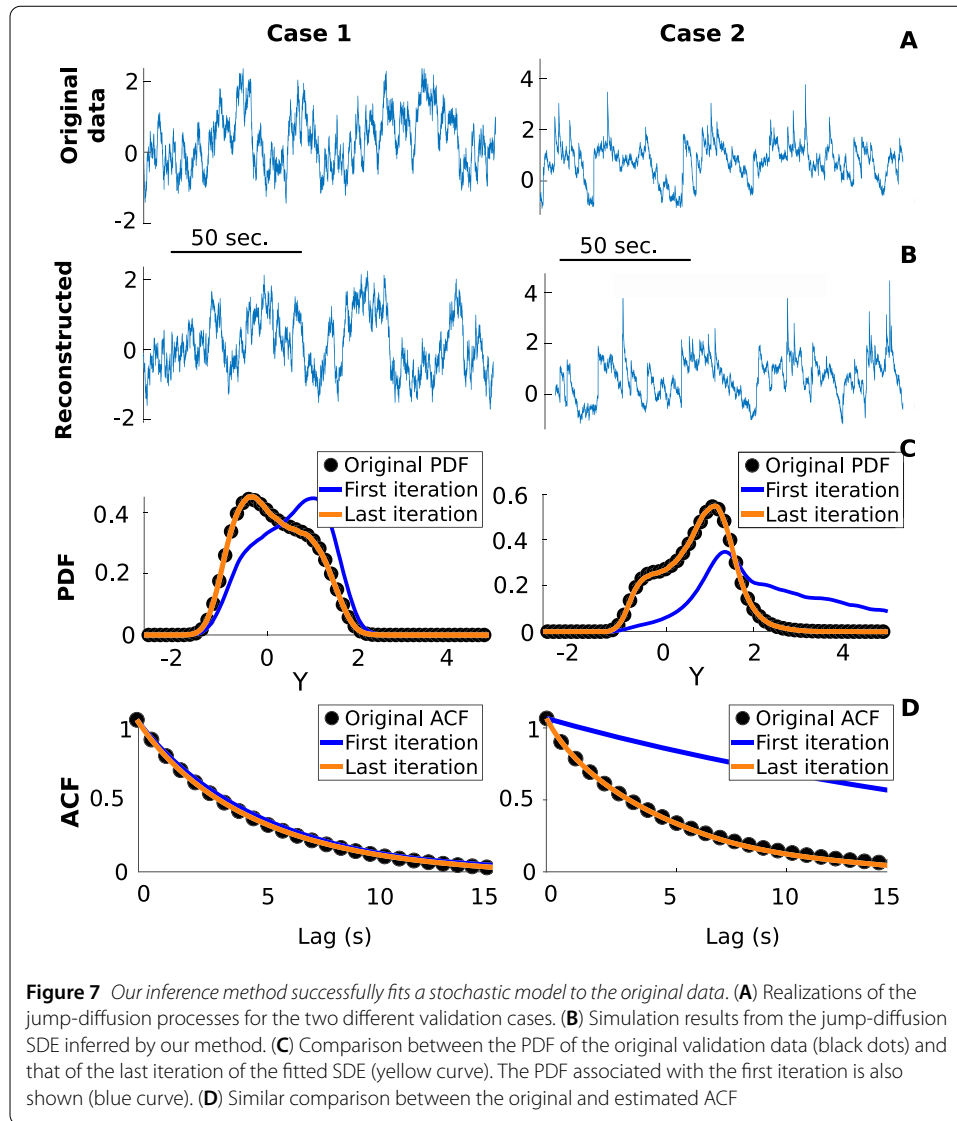 Case 1
Case 2
A
Original
data
2
0
-2
4
2
0
50 sec.
B
Reconstructed
2
0
-2
50 sec.
4
2
0
C
PDF
Original PDF
First iteration
Last iteration
0.4
0.2
0
-2 0 2 4
Y
Original PDF
First iteration
Last iteration
0.6
0.4
0.2
0
-2 0 2 4
Y
D
ACF
Original ACF
First iteration
Last iteration
1
0.5
0
0 5 10 15
Lag (s)
Original ACF
First iteration
Last iteration
1
0.5
0
0 5 10 15
Lag (s)
Figure 7 Our inference method successfully fits a stochastic model to the original data. (A) Realizations of the
jump-diffusion processes for the two different validation cases. (B) Simulation results from the jump-diffusion
SDE inferred by our method. (C) Comparison between the PDF of the original validation data (black dots) and
that of the last iteration of the fitted SDE (yellow curve). The PDF associated with the first iteration is also
shown (blue curve). (D) Similar comparison between the original and estimated ACF